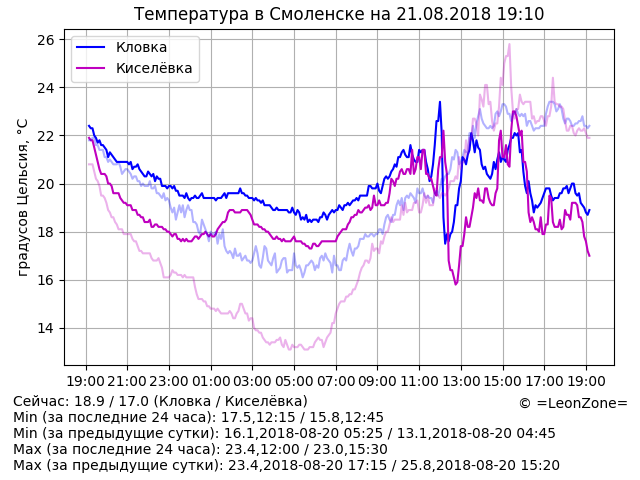 Температура в Смоленске на 21.08.2018 19:10
Кловка
Киселёвка
градусов Цельсия, °C
26
24
22
20
18
16
14
19:00 21:00 23:00 01:00 03:00 05:00 07:00 09:00 11:00 13:00 15:00 17:00 19:00
Сейчас: 18.9 / 17.0 (Кловка / Киселёвка)
© =LeonZone=
Min (за последние 24 часа): 17.5,12:15 / 15.8,12:45
Min (за предыдущие сутки): 16.1,2018-08-20 05:25 / 13.1,2018-08-20 04:45
Max (за последние 24 часа): 23.4,12:00 / 23.0,15:30
Max (за предыдущие сутки): 23.4,2018-08-20 17:15 / 25.8,2018-08-20 15:20